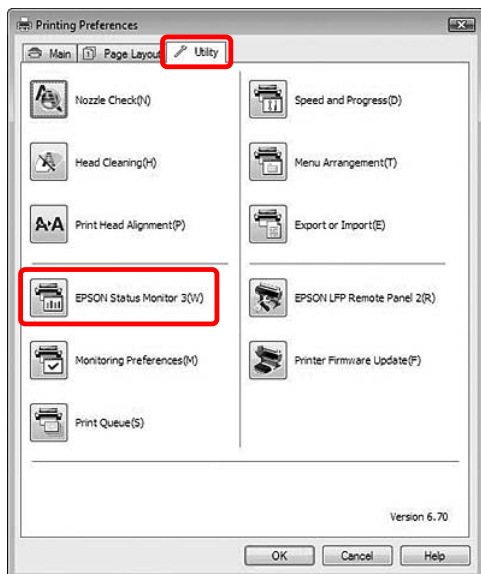 Printing Preferences
Main
Page Layout
Utility
Nozzle Check(N)
Speed and Progress(D)
Head Cleaning(H)
Menu Arrangement(T)
A·A
Print Head Alignment(P)
Export or Import(E)
EPSON Status Monitor 3(W)
EPSON LFP Remote Panel 2(R)
Monitoring Preferences(M)
Printer Firmware Update(F)
Print Queue(S)
Version 6.70
OK
Cancel
Help